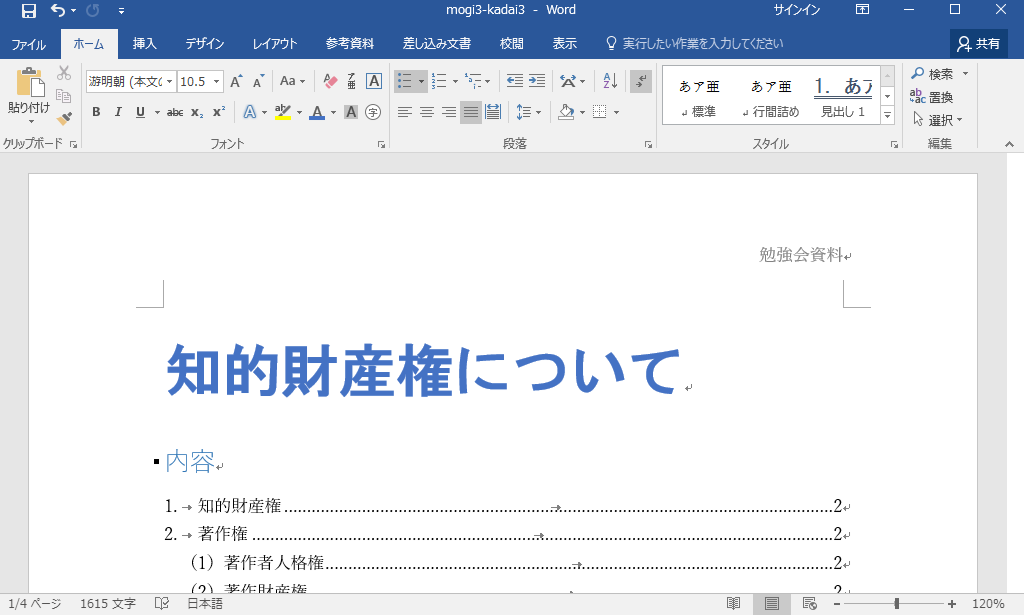 mogi3-kadai3 - Word サインイン
ファイル ホーム 挿入 デザイン レイアウト 参考資料 差し込み文書 校閲 表示 実行したい作業を入力してください 共有
貼り付け 游明朝 (本文の 10.5 Aa A あア亜 あア亜 1. あア 検索
置換
B I U abc x₂ x² A A A 字 標準 行間詰め 見出し 1 選択
クリップボード フォント 段落 スタイル 編集
勉強会資料
知的財産権について
内容
1. 知的財産権 2
2. 著作権 2
(1) 著作者人格権 2
(2) 著作財産権 2
1/4 ページ 1615 文字 日本語 120%